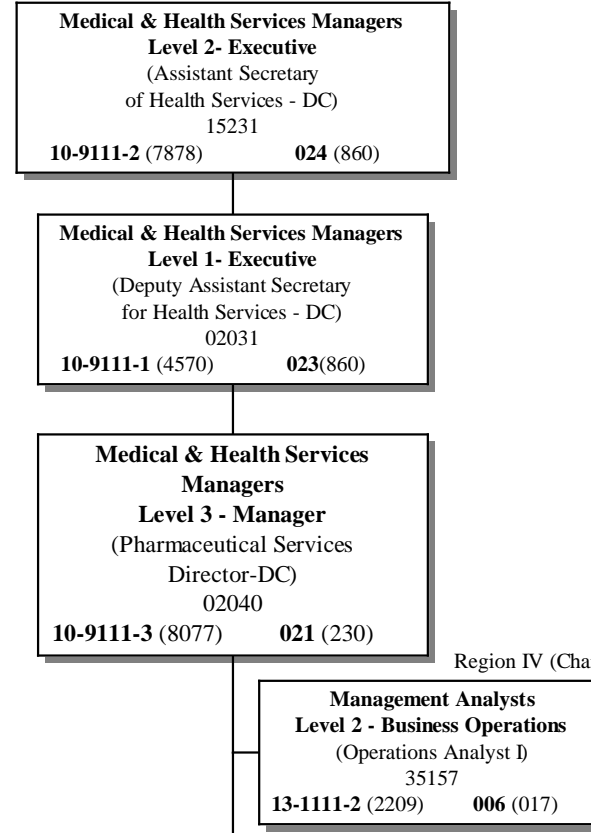 Medical & Health Services Managers
Level 2- Executive
(Assistant Secretary
of Health Services - DC)
15231
10-9111-2 (7878) 024 (860)
Medical & Health Services Managers
Level 1- Executive
(Deputy Assistant Secretary
for Health Services - DC)
02031
10-9111-1 (4570) 023(860)
Medical & Health Services
Managers
Level 3 - Manager
(Pharmaceutical Services
Director-DC)
02040
10-9111-3 (8077) 021 (230)
Region IV (Cha
Management Analysts
Level 2 - Business Operations
(Operations Analyst I)
35157
13-1111-2 (2209) 006 (017)